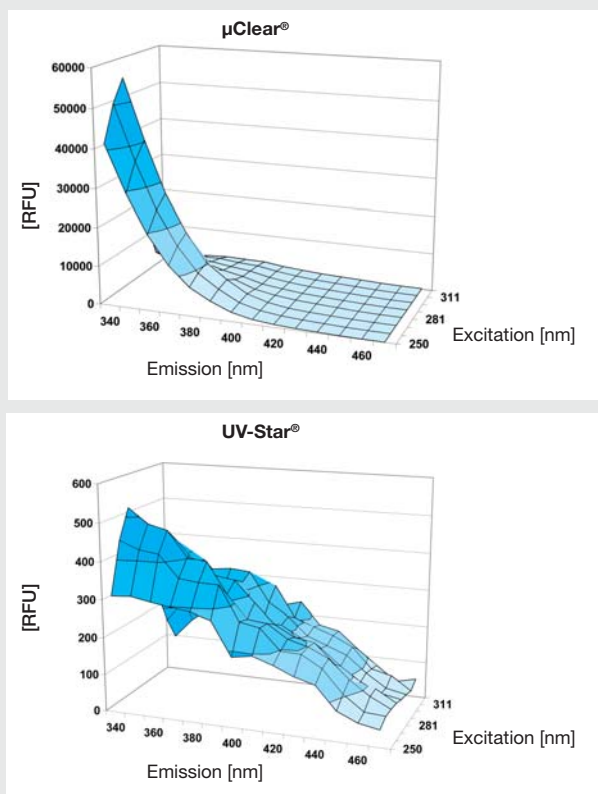 µClear®
60000
50000
40000
30000
20000
10000
0
[RFU]
340 360 380 400 420 440 460
Emission [nm]
250
281
311
Excitation [nm]
UV-Star®
600
500
400
300
200
100
0
[RFU]
340 360 380 400 420 440 460
Emission [nm]
250
281
311
Excitation [nm]